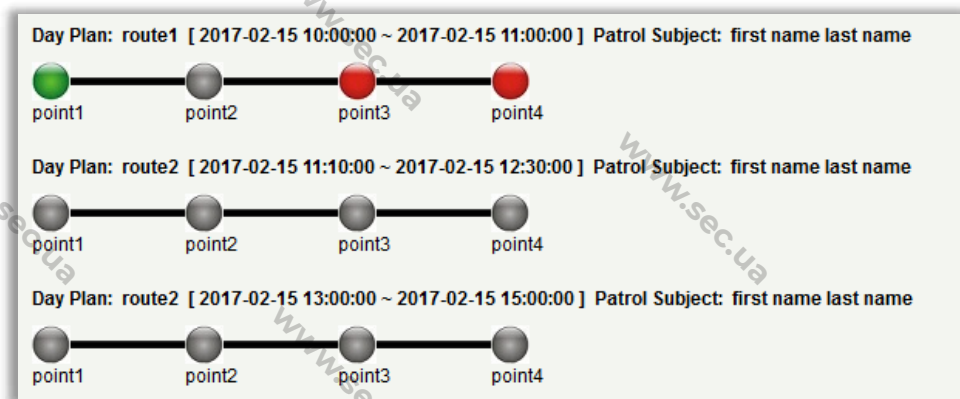 Day Plan: route1 [ 2017-02-15 10:00:00 ~ 2017-02-15 11:00:00 ] Patrol Subject: first name last name
point1 point2 point3 point4
Day Plan: route2 [ 2017-02-15 11:10:00 ~ 2017-02-15 12:30:00 ] Patrol Subject: first name last name
point1 point2 point3 point4
Day Plan: route2 [ 2017-02-15 13:00:00 ~ 2017-02-15 15:00:00 ] Patrol Subject: first name last name
point1 point2 point3 point4
www.sec.ua
www.sec.ua
sec.ua
www.sec